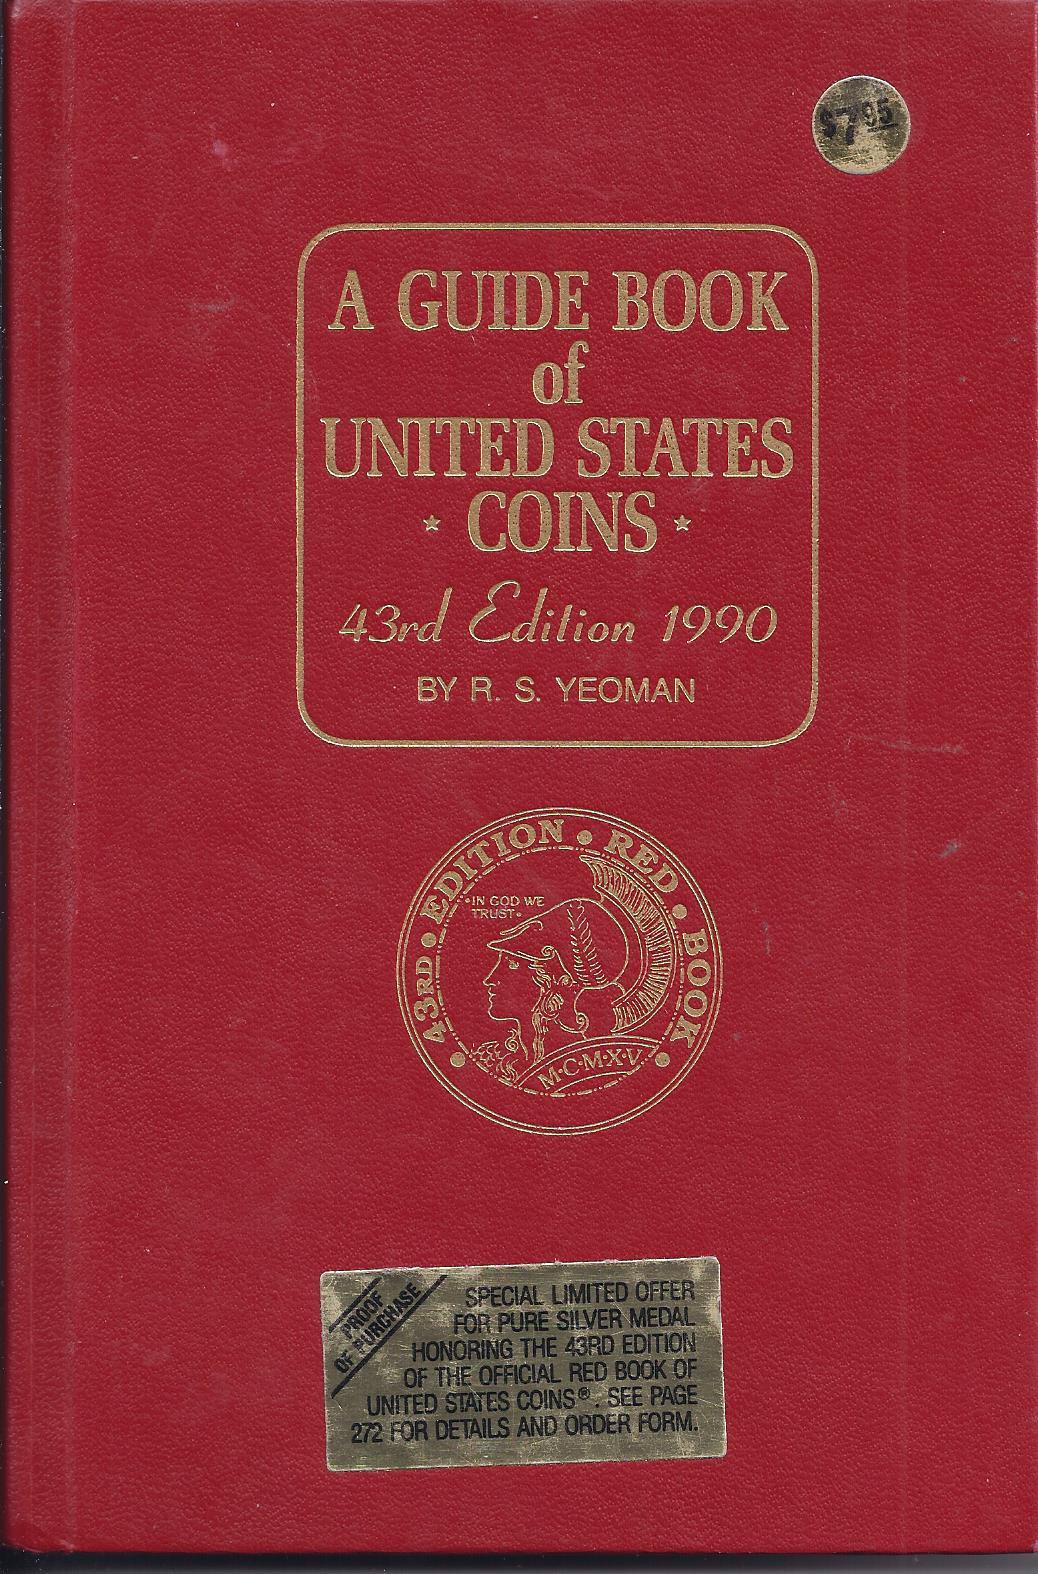 $7.95
A GUIDE BOOK
of
UNITED STATES
COINS
43rd Edition 1990
BY R. S. YEOMAN
• 43RD • EDITION • RED • BOOK •
•IN GOD WE
TRUST•
M•C•M•X•V
PROOF
OF PURCHASE
SPECIAL LIMITED OFFER
FOR PURE SILVER MEDAL
HONORING THE 43RD EDITION
OF THE OFFICIAL RED BOOK OF
UNITED STATES COINS®. SEE PAGE
272 FOR DETAILS AND ORDER FORM.